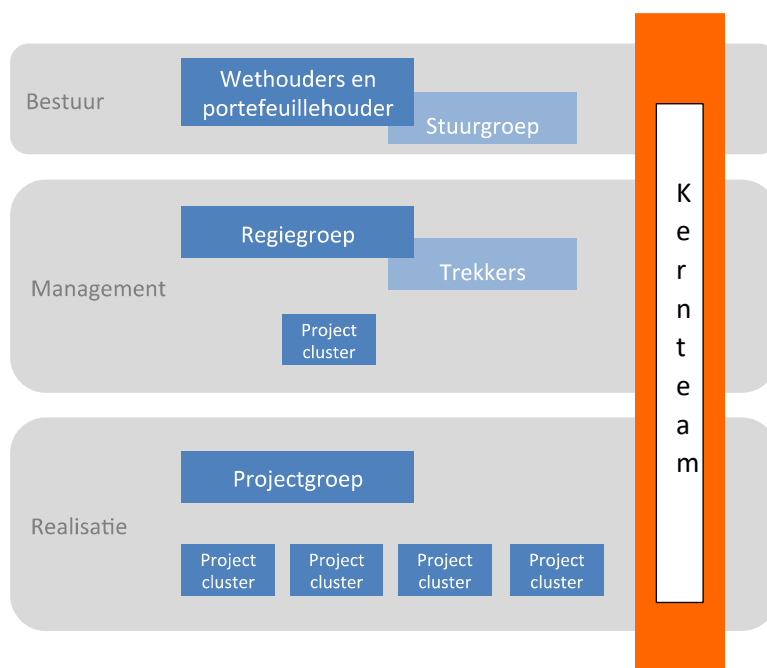 Bestuur
Wethouders en
portefeuillehouder
Stuurgroep
Management
Regiegroep
Trekkers
Project
cluster
Realisatie
Projectgroep
Project
cluster
Project
cluster
Project
cluster
Project
cluster
K
e
r
n
t
e
a
m